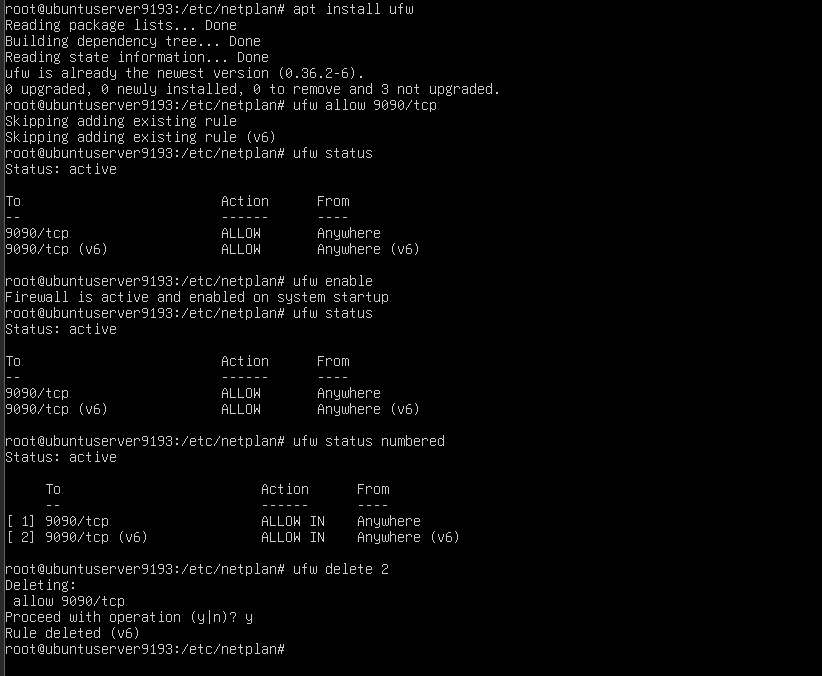 root@ubuntuserver9193:/etc/netplan# apt install ufw
Reading package lists... Done
Building dependency tree... Done
Reading state information... Done
ufw is already the newest version (0.36.2-6).
0 upgraded, 0 newly installed, 0 to remove and 3 not upgraded.
root@ubuntuserver9193:/etc/netplan# ufw allow 9090/tcp
Skipping adding existing rule
Skipping adding existing rule (v6)
root@ubuntuserver9193:/etc/netplan# ufw status
Status: active
To                         Action      From
--                         ------      ----
9090/tcp                   ALLOW       Anywhere
9090/tcp (v6)              ALLOW       Anywhere (v6)
root@ubuntuserver9193:/etc/netplan# ufw enable
Firewall is active and enabled on system startup
root@ubuntuserver9193:/etc/netplan# ufw status
Status: active
To                         Action      From
--                         ------      ----
9090/tcp                   ALLOW       Anywhere
9090/tcp (v6)              ALLOW       Anywhere (v6)
root@ubuntuserver9193:/etc/netplan# ufw status numbered
Status: active
     To                         Action      From
     --                         ------      ----
[ 1] 9090/tcp                   ALLOW IN    Anywhere
[ 2] 9090/tcp (v6)              ALLOW IN    Anywhere (v6)
root@ubuntuserver9193:/etc/netplan# ufw delete 2
Deleting:
 allow 9090/tcp
Proceed with operation (y|n)? y
Rule deleted (v6)
root@ubuntuserver9193:/etc/netplan#